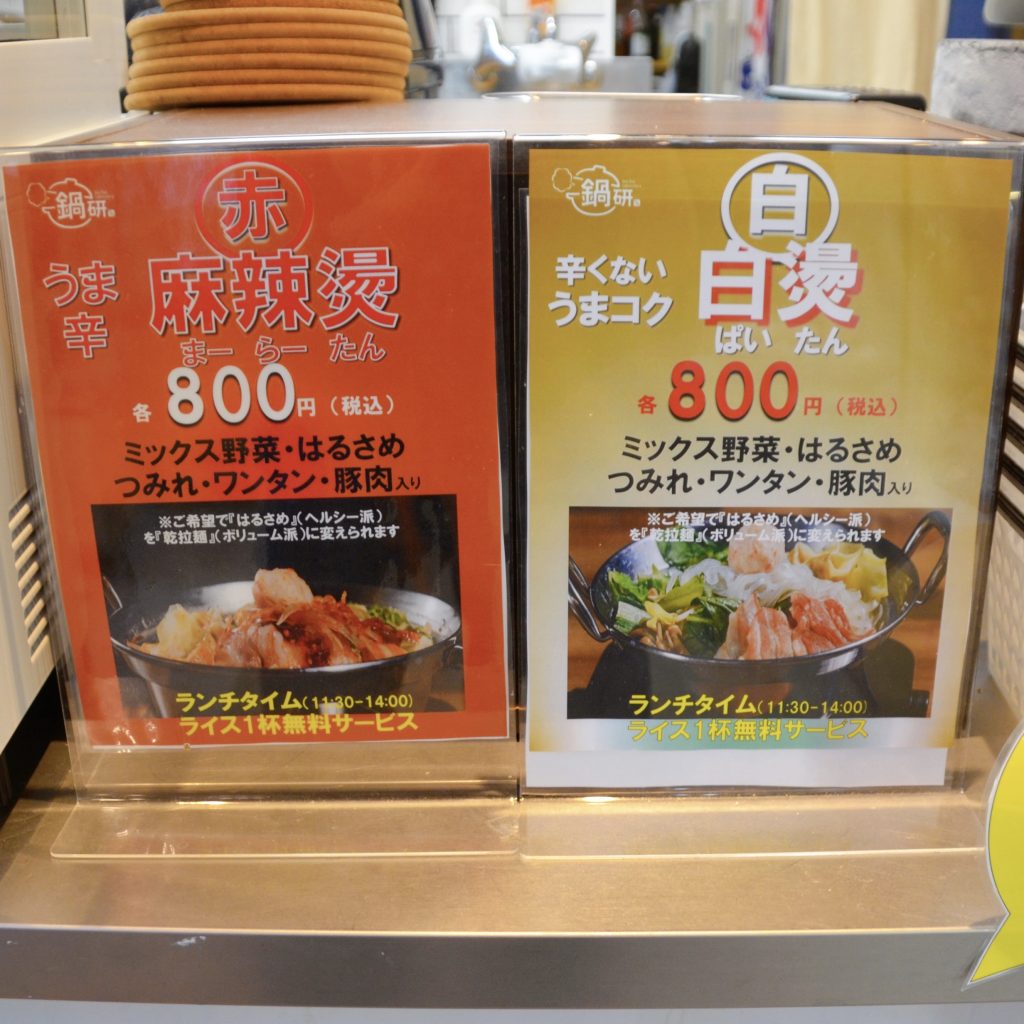 鍋研
赤
うま
辛
麻辣燙
まー らー たん
各 800円（税込）
ミックス野菜・はるさめ
つみれ・ワンタン・豚肉入り
※ご希望で『はるさめ』（ヘルシー派）
を『乾拉麺』（ボリューム派）に変えられます
ランチタイム（11:30-14:00）
ライス1杯無料サービス
鍋研
白
辛くない
うまコク
白燙
ぱい たん
各 800円（税込）
ミックス野菜・はるさめ
つみれ・ワンタン・豚肉入り
※ご希望で『はるさめ』（ヘルシー派）
を『乾拉麺』（ボリューム派）に変えられます
ランチタイム（11:30-14:00）
ライス1杯無料サービス